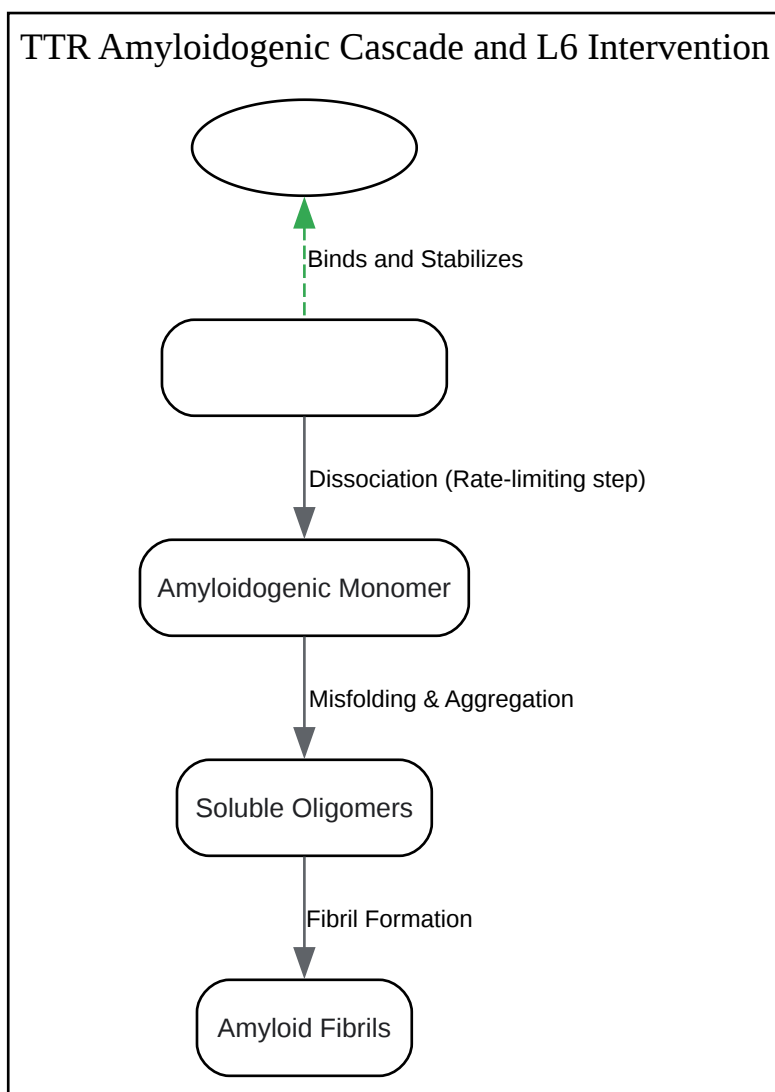 TTR Amyloidogenic Cascade and L6 Intervention
Binds and Stabilizes
Dissociation (Rate-limiting step)
Amyloidogenic Monomer
Misfolding & Aggregation
Soluble Oligomers
Fibril Formation
Amyloid Fibrils